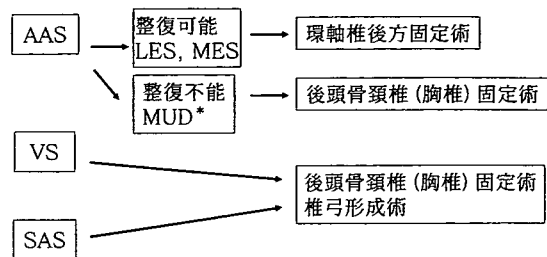 AAS
整復可能
LES, MES
環軸椎後方固定術
整復不能
MUD*
後頭骨頚椎(胸椎)固定術
VS
後頭骨頚椎(胸椎)固定術
椎弓形成術
SAS